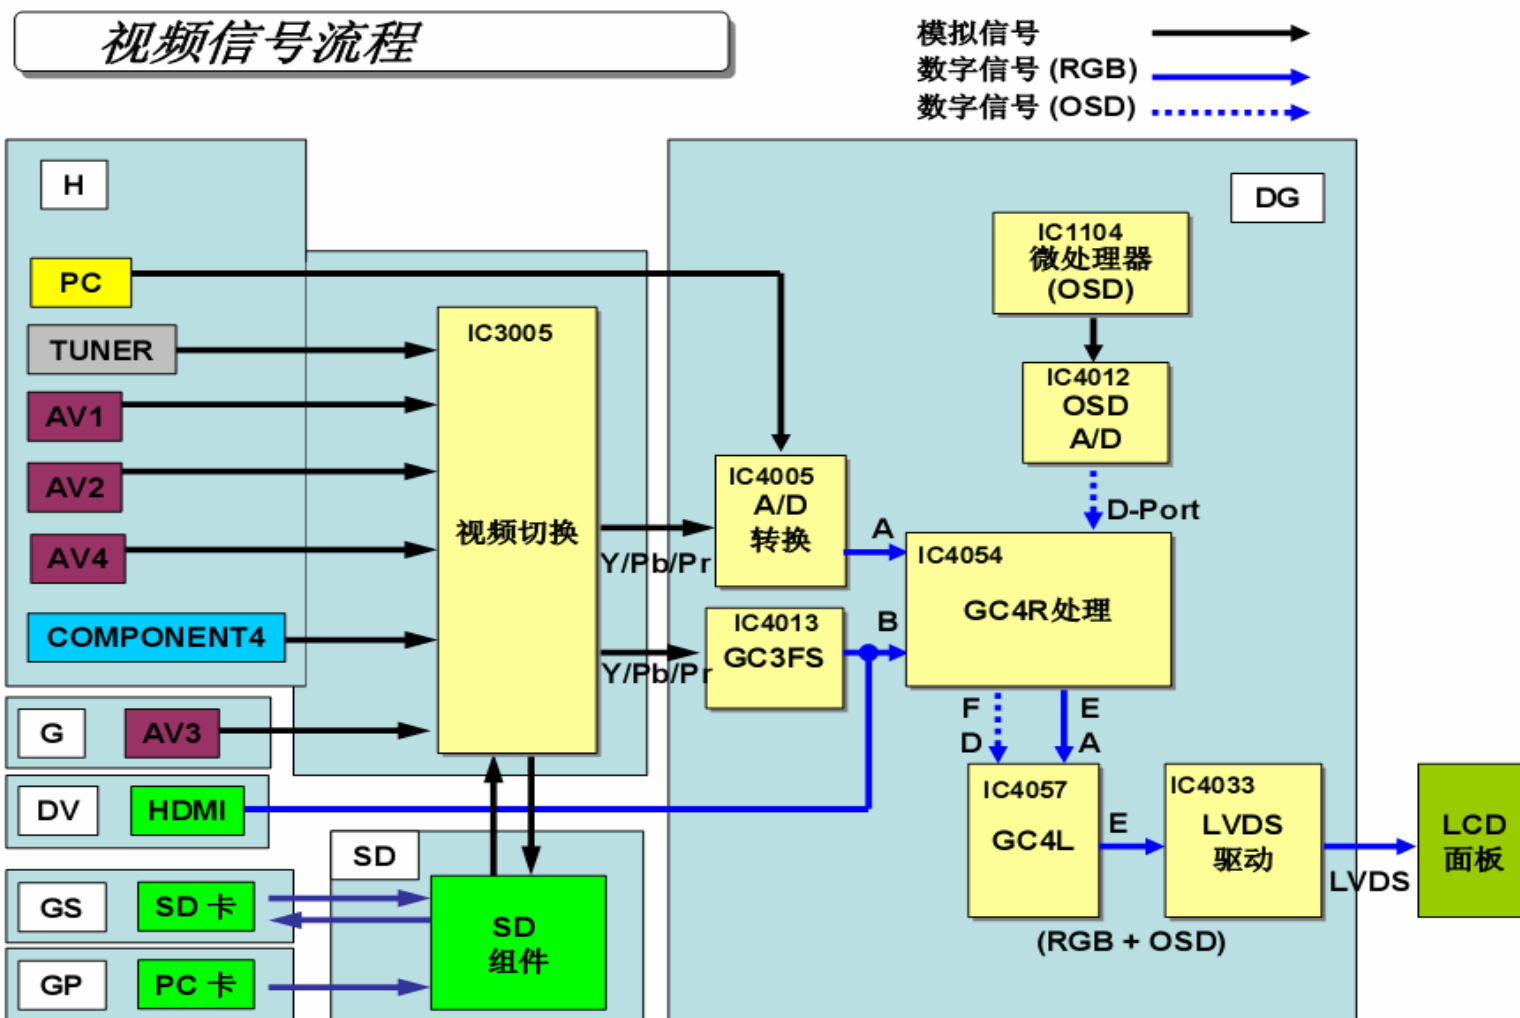 视频信号流程
模拟信号
数字信号 (RGB)
数字信号 (OSD)
H
DG
PC
TUNER
AV1
AV2
AV4
COMPONENT4
G
AV3
DV
HDMI
GS
SD 卡
GP
PC 卡
IC3005
视频切换
Y/Pb/Pr
Y/Pb/Pr
SD
SD
组件
IC1104
微处理器
(OSD)
IC4012
OSD
A/D
D-Port
IC4005
A/D
转换
A
IC4013
GC3FS
B
IC4054
GC4R处理
F
D
E
A
IC4057
GC4L
E
IC4033
LVDS
驱动
LVDS
LCD
面板
(RGB + OSD)